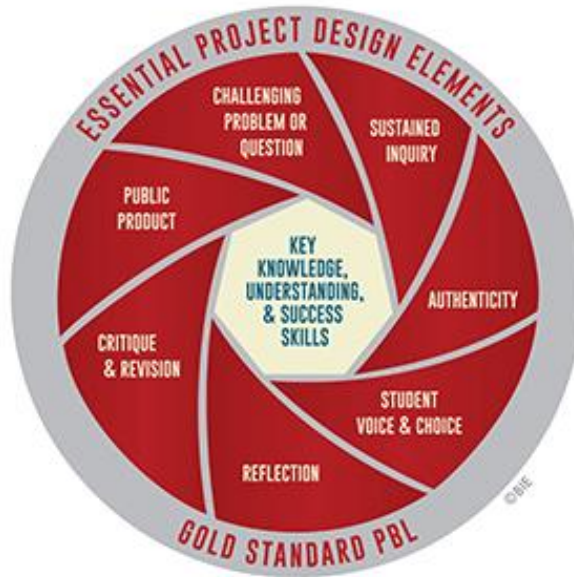 ESSENTIAL PROJECT DESIGN ELEMENTS
CHALLENGING
PROBLEM OR
QUESTION
SUSTAINED
INQUIRY
AUTHENTICITY
STUDENT
VOICE & CHOICE
REFLECTION
CRITIQUE
& REVISION
PUBLIC
PRODUCT
KEY
KNOWLEDGE,
UNDERSTANDING,
& SUCCESS
SKILLS
GOLD STANDARD PBL
©BIE